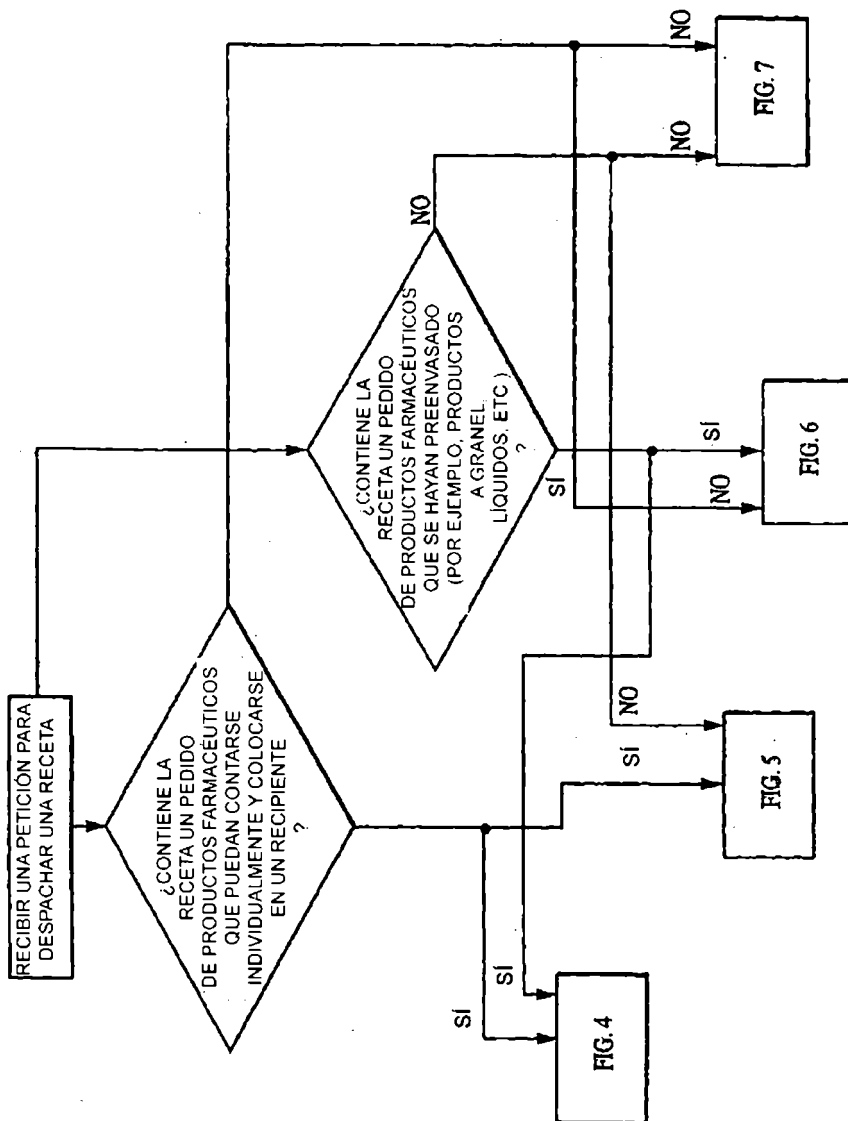 RECIBIR UNA PETICIÓN PARA
DESPACHAR UNA RECETA
¿CONTIENE LA
RECETA UN PEDIDO
DE PRODUCTOS FARMACÉUTICOS
QUE PUEDAN CONTARSE
INDIVIDUALMENTE Y COLOCARSE
EN UN RECIPIENTE
?
¿CONTIENE LA
RECETA UN PEDIDO
DE PRODUCTOS FARMACÉUTICOS
QUE SE HAYAN PREENVASADO
(POR EJEMPLO, PRODUCTOS
A GRANEL
LÍQUIDOS, ETC )
?
NO
SÍ
SÍ
SÍ
FIG. 4
SÍ
NO
FIG. 5
NO
SÍ
FIG. 6
NO
NO
FIG. 7